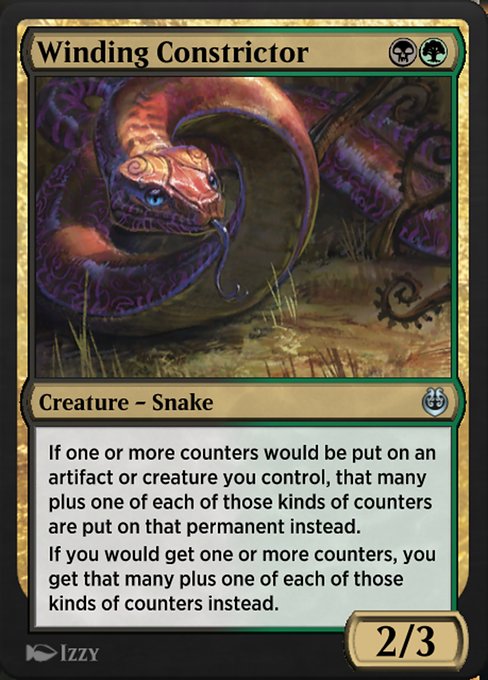 Winding Constrictor
Creature – Snake
If one or more counters would be put on an
artifact or creature you control, that many
plus one of each of those kinds of counters
are put on that permanent instead.
If you would get one or more counters, you
get that many plus one of each of those
kinds of counters instead.
2/3
Izzy